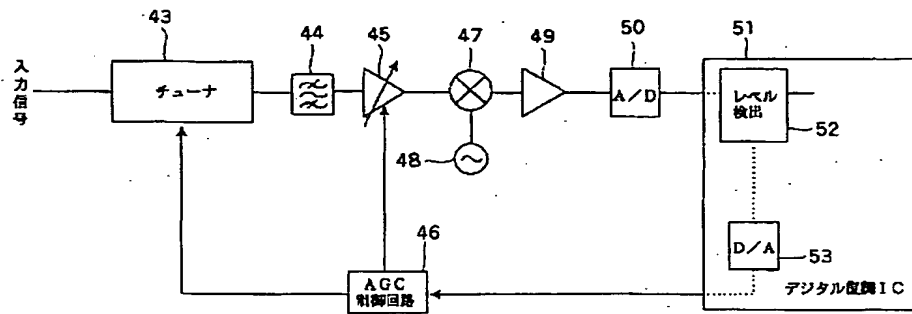 43
44
45
47
49
50
51
入力信号
チューナ
A/D
レベル
検出
52
48
46
AGC
制御回路
D/A
53
デジタル復調IC